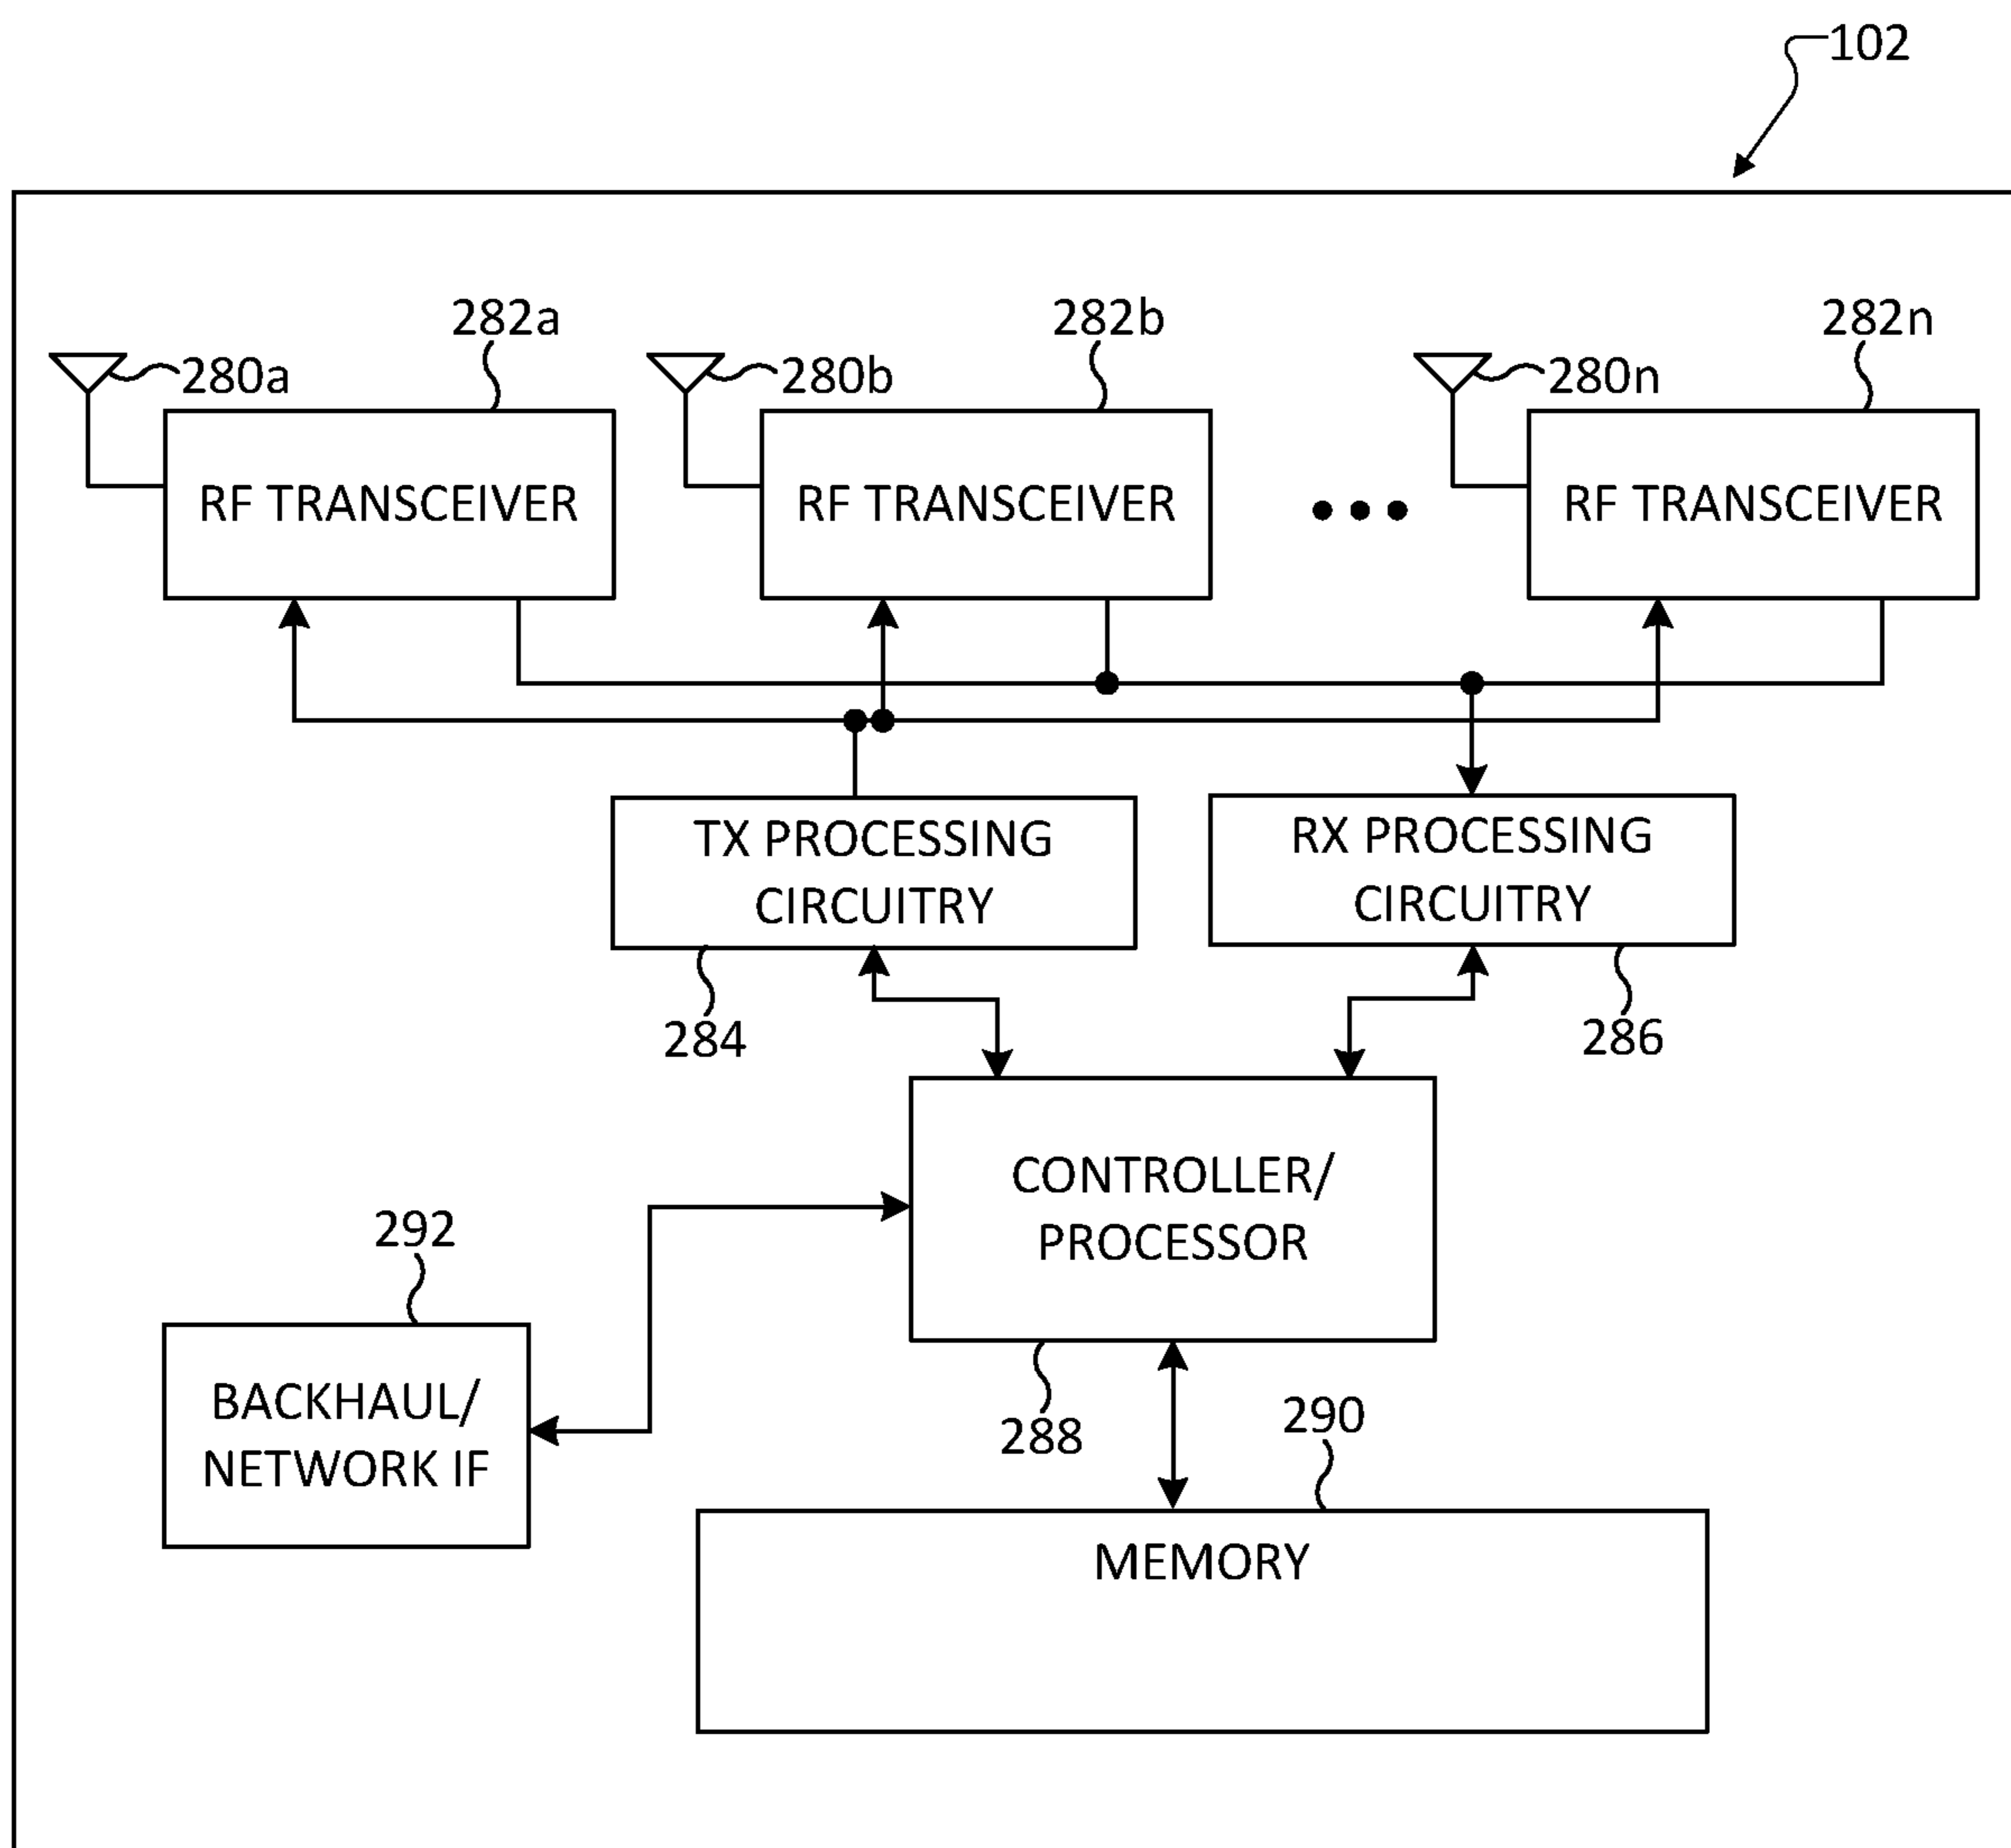 102
282a
282b
282n
280a
280b
280n
RF TRANSCEIVER
RF TRANSCEIVER
RF TRANSCEIVER
TX PROCESSING
CIRCUITRY
RX PROCESSING
CIRCUITRY
284
286
CONTROLLER/
PROCESSOR
292
BACKHAUL/
NETWORK IF
288
290
MEMORY